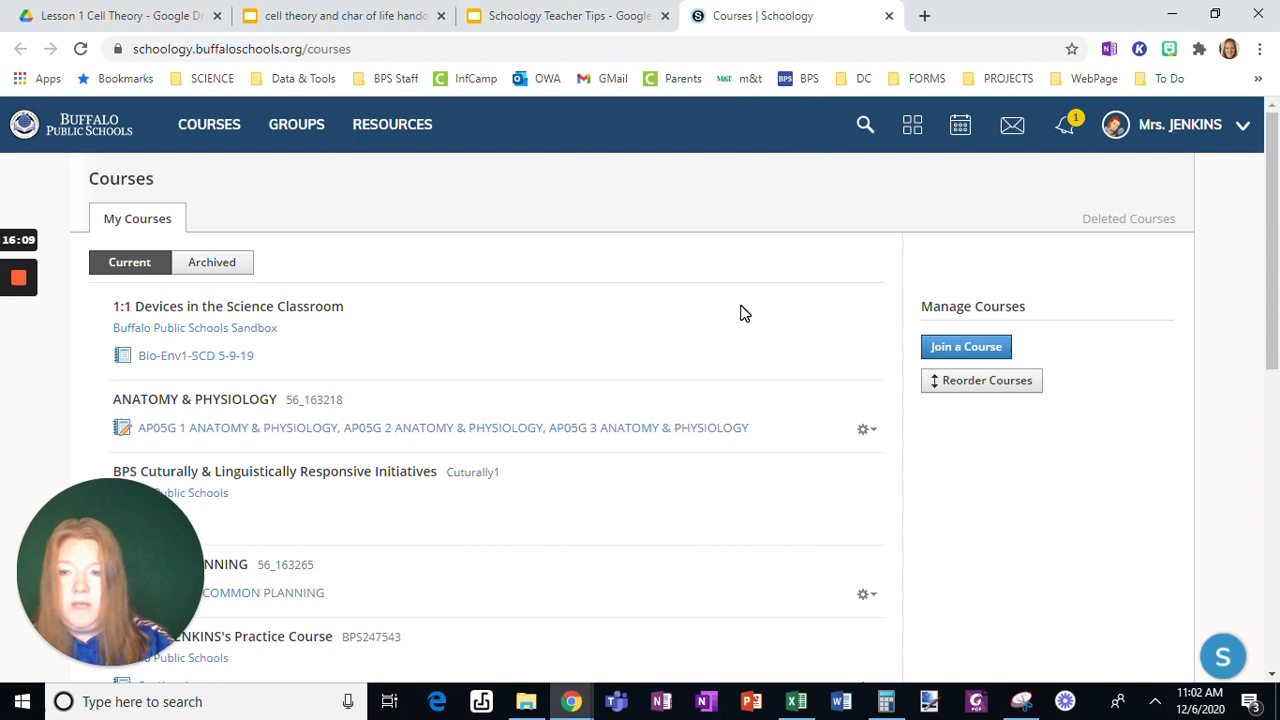 Lesson 1 Cell Theory - Google Dr
cell theory and char of life hando
Schoology Teacher Tips - Google
Courses | Schoology
schoology.buffaloschools.org/courses
Apps
Bookmarks
SCIENCE
Data & Tools
BPS Staff
InfCamp
OWA
GMail
Parents
m&t
BPS
DC
FORMS
PROJECTS
WebPage
To Do
BUFFALO
PUBLIC SCHOOLS
COURSES
GROUPS
RESOURCES
1
Mrs. JENKINS
Courses
My Courses
Deleted Courses
16:09
Current
Archived
1:1 Devices in the Science Classroom
Buffalo Public Schools Sandbox
Bio-Env1-SCD 5-9-19
Manage Courses
Join a Course
Reorder Courses
ANATOMY & PHYSIOLOGY 56_163218
AP05G 1 ANATOMY & PHYSIOLOGY, AP05G 2 ANATOMY & PHYSIOLOGY, AP05G 3 ANATOMY & PHYSIOLOGY
BPS Cuturally & Linguistically Responsive Initiatives Cuturally1
Public Schools
NNING 56_163265
COMMON PLANNING
ENKINS's Practice Course BPS247543
Public Schools
S
Type here to search
11:02 AM
12/6/2020
3